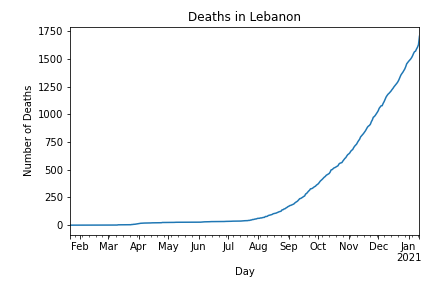 Deaths in Lebanon
1750
1500
1250
1000
750
500
250
0
Number of Deaths
Feb Mar Apr May Jun Jul Aug Sep Oct Nov Dec Jan
2021
Day